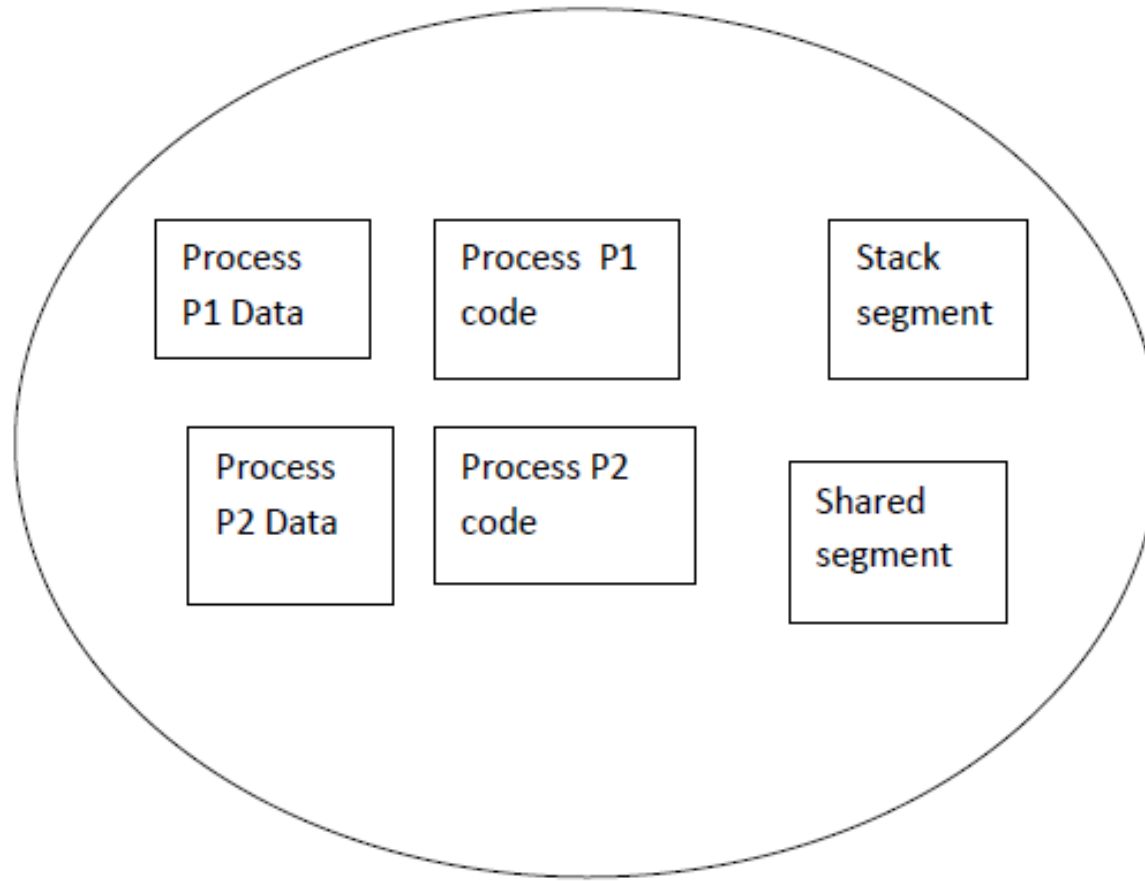 Process
P1 Data
Process P1
code
Stack
segment
Process
P2 Data
Process P2
code
Shared
segment